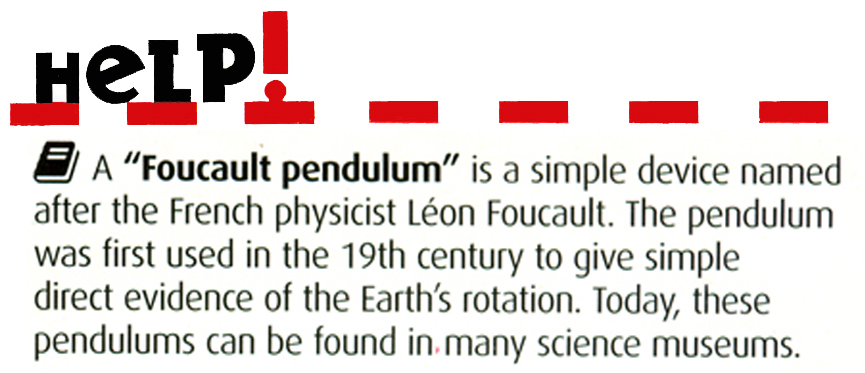 HeLP!
A “Foucault pendulum” is a simple device named
after the French physicist Léon Foucault. The pendulum
was first used in the 19th century to give simple
direct evidence of the Earth’s rotation. Today, these
pendulums can be found in many science museums.